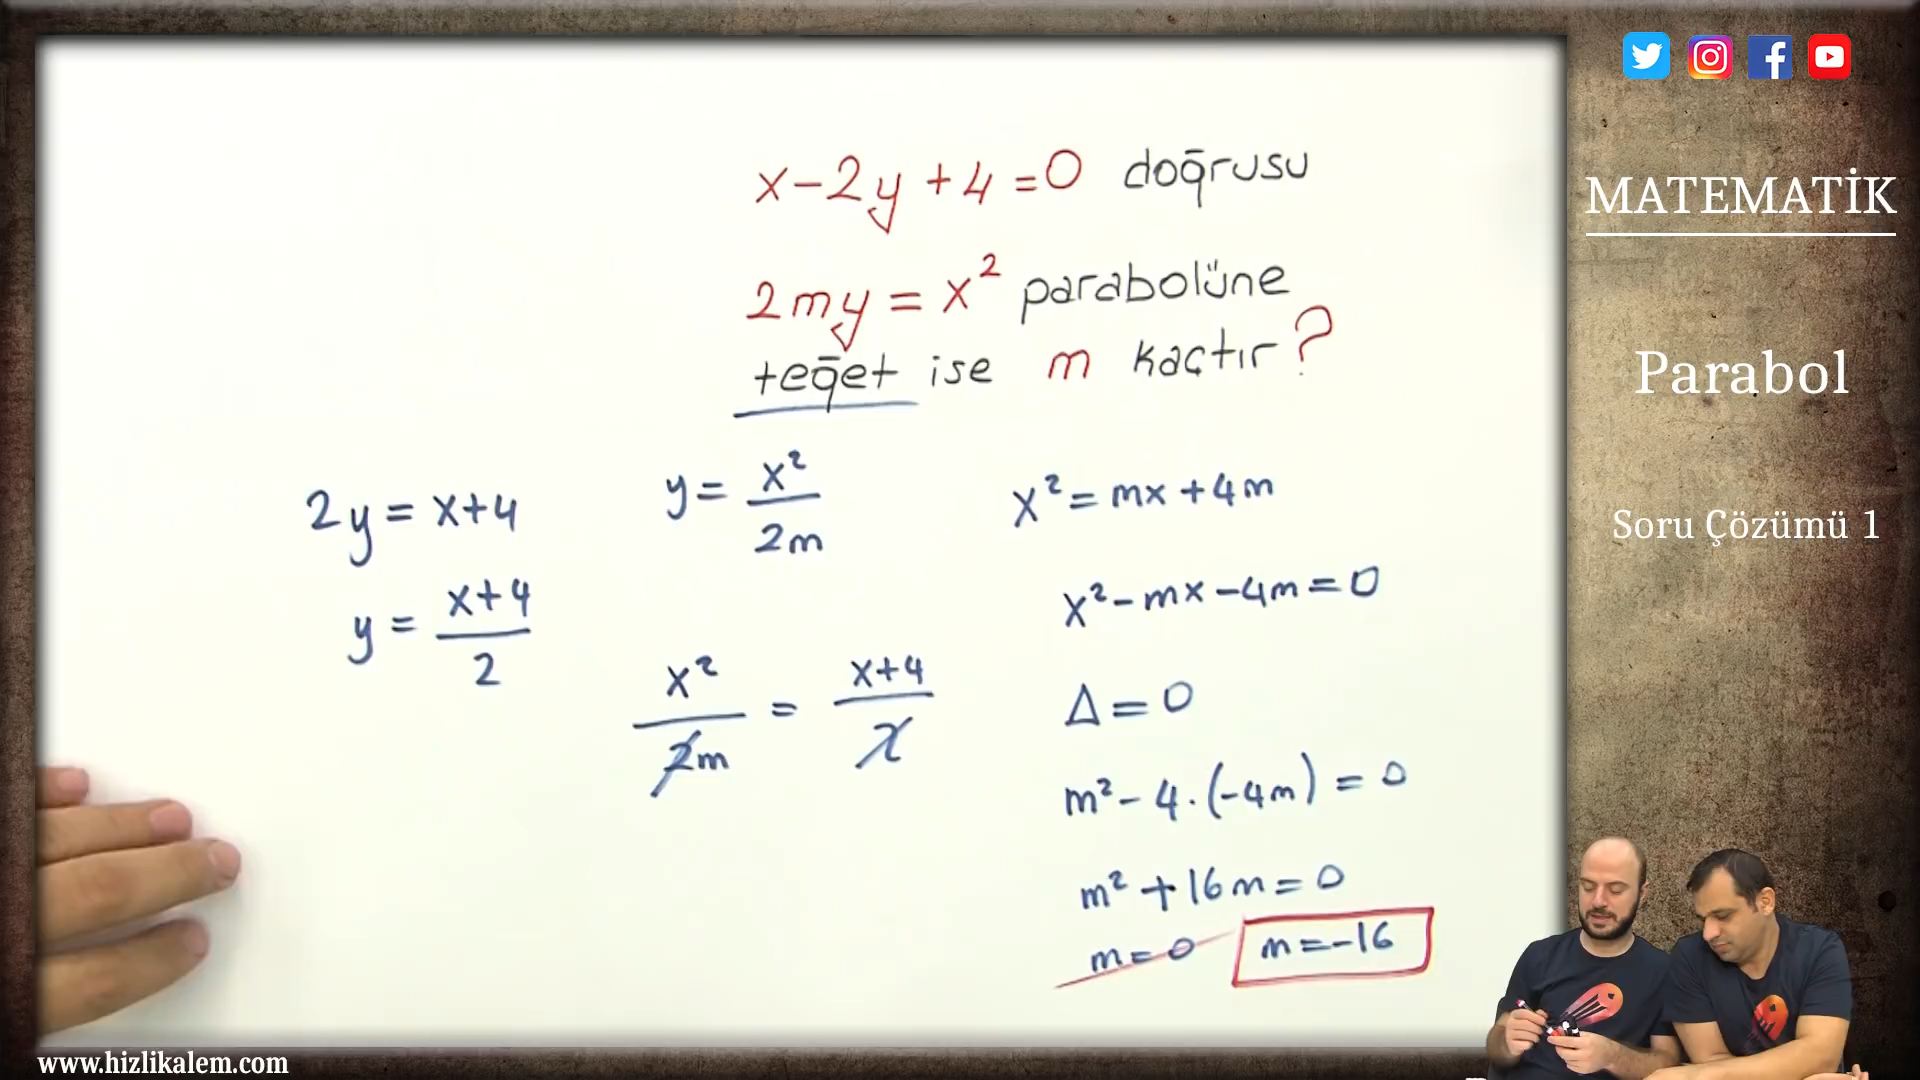 x-2y+4=0 doğrusu
2my=x² parabolüne
teğet ise m kaçtır?
2y=x+4
y=x+4/2
y=x²/2m
x²/2m = x+4/2
x²=mx+4m
x²-mx-4m=0
Δ=0
m²-4.(-4m)=0
m²+16m=0
m=0 m=-16
MATEMATİK
Parabol
Soru Çözümü 1
www.hizlikalem.com